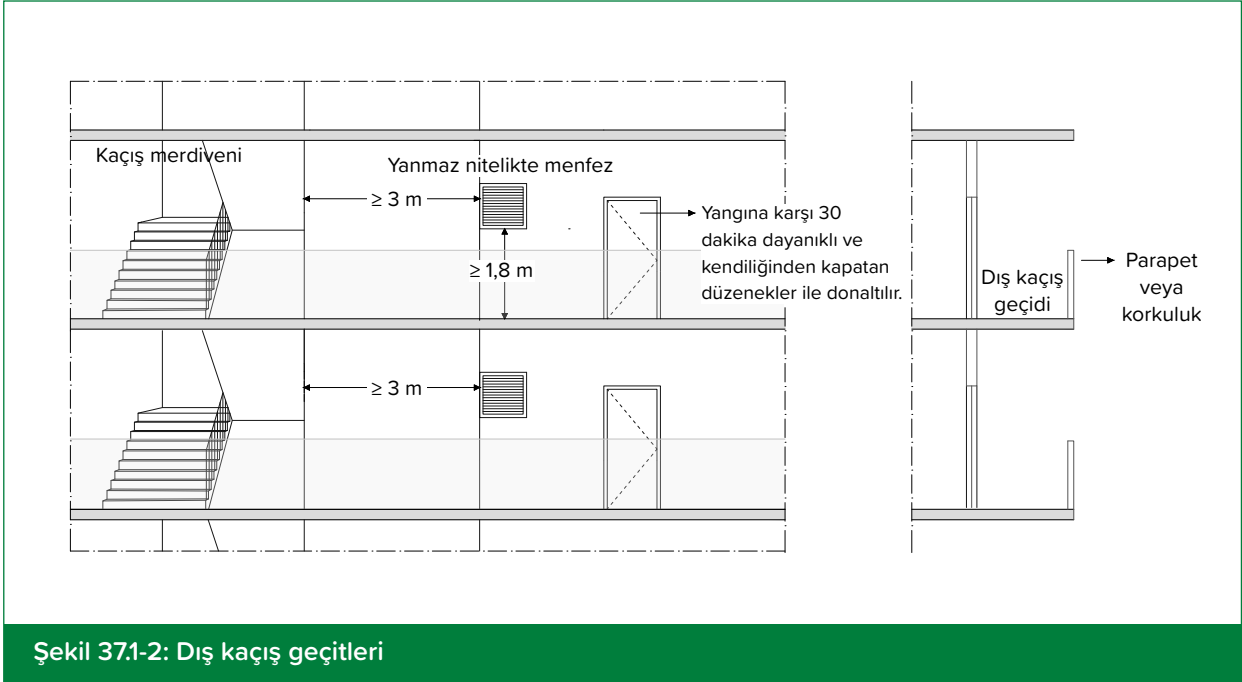 Kaçış merdiveni
Yanmaz nitelikte menfez
≥ 3 m
≥ 1,8 m
Yangına karşı 30
dakika dayanıklı ve
kendiliğinden kapatan
düzenekler ile donaltılır.
Dış kaçış
geçidi
Parapet
veya
korkuluk
≥ 3 m
Şekil 37.1-2: Dış kaçış geçitleri